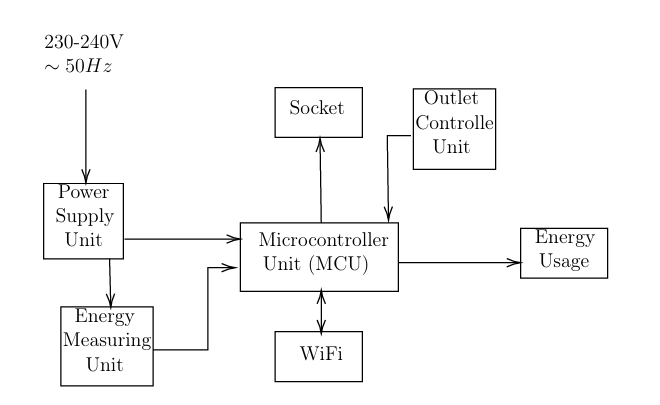 230-240V
∼ 50Hz
Socket
Outlet
Controlle
Unit
Power
Supply
Unit
Microcontroller
Unit (MCU)
Energy
Usage
Energy
Measuring
Unit
WiFi